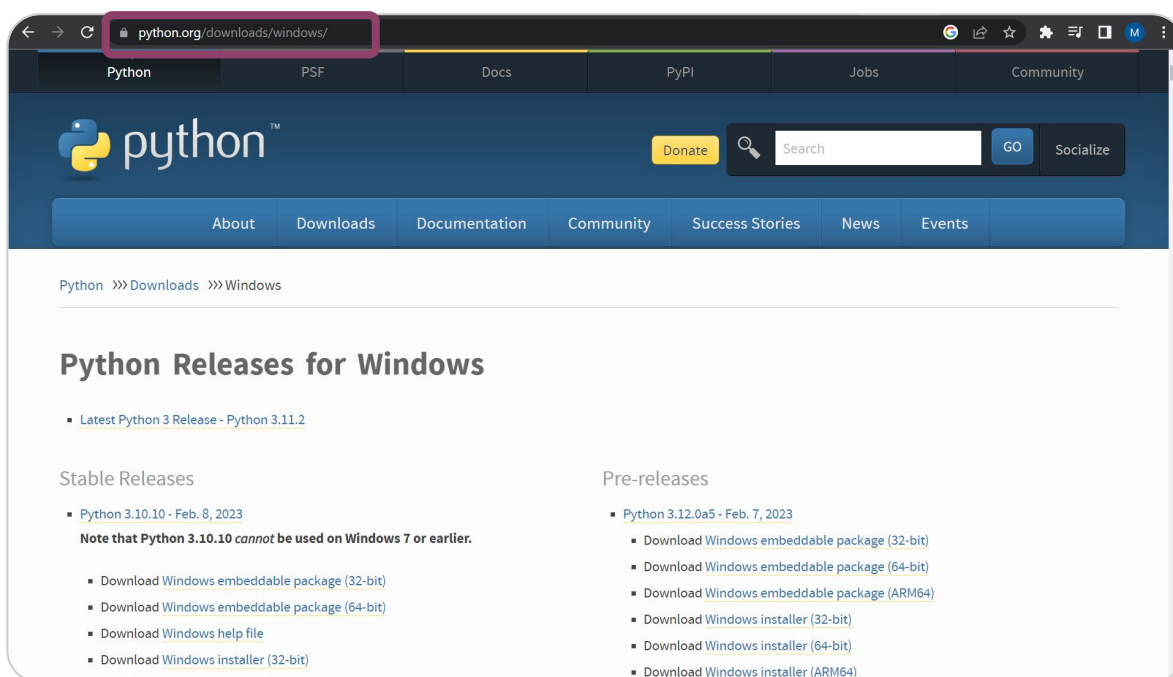 python.org/downloads/windows/
M
Python PSF Docs PyPI Jobs Community
python™
Donate Search GO Socialize
About Downloads Documentation Community Success Stories News Events
Python >>> Downloads >>> Windows
Python Releases for Windows
Latest Python 3 Release - Python 3.11.2
Stable Releases
Python 3.10.10 - Feb. 8, 2023
Note that Python 3.10.10 cannot be used on Windows 7 or earlier.
Download Windows embeddable package (32-bit)
Download Windows embeddable package (64-bit)
Download Windows help file
Download Windows installer (32-bit)
Pre-releases
Python 3.12.0a5 - Feb. 7, 2023
Download Windows embeddable package (32-bit)
Download Windows embeddable package (64-bit)
Download Windows embeddable package (ARM64)
Download Windows installer (32-bit)
Download Windows installer (64-bit)
Download Windows installer (ARM64)